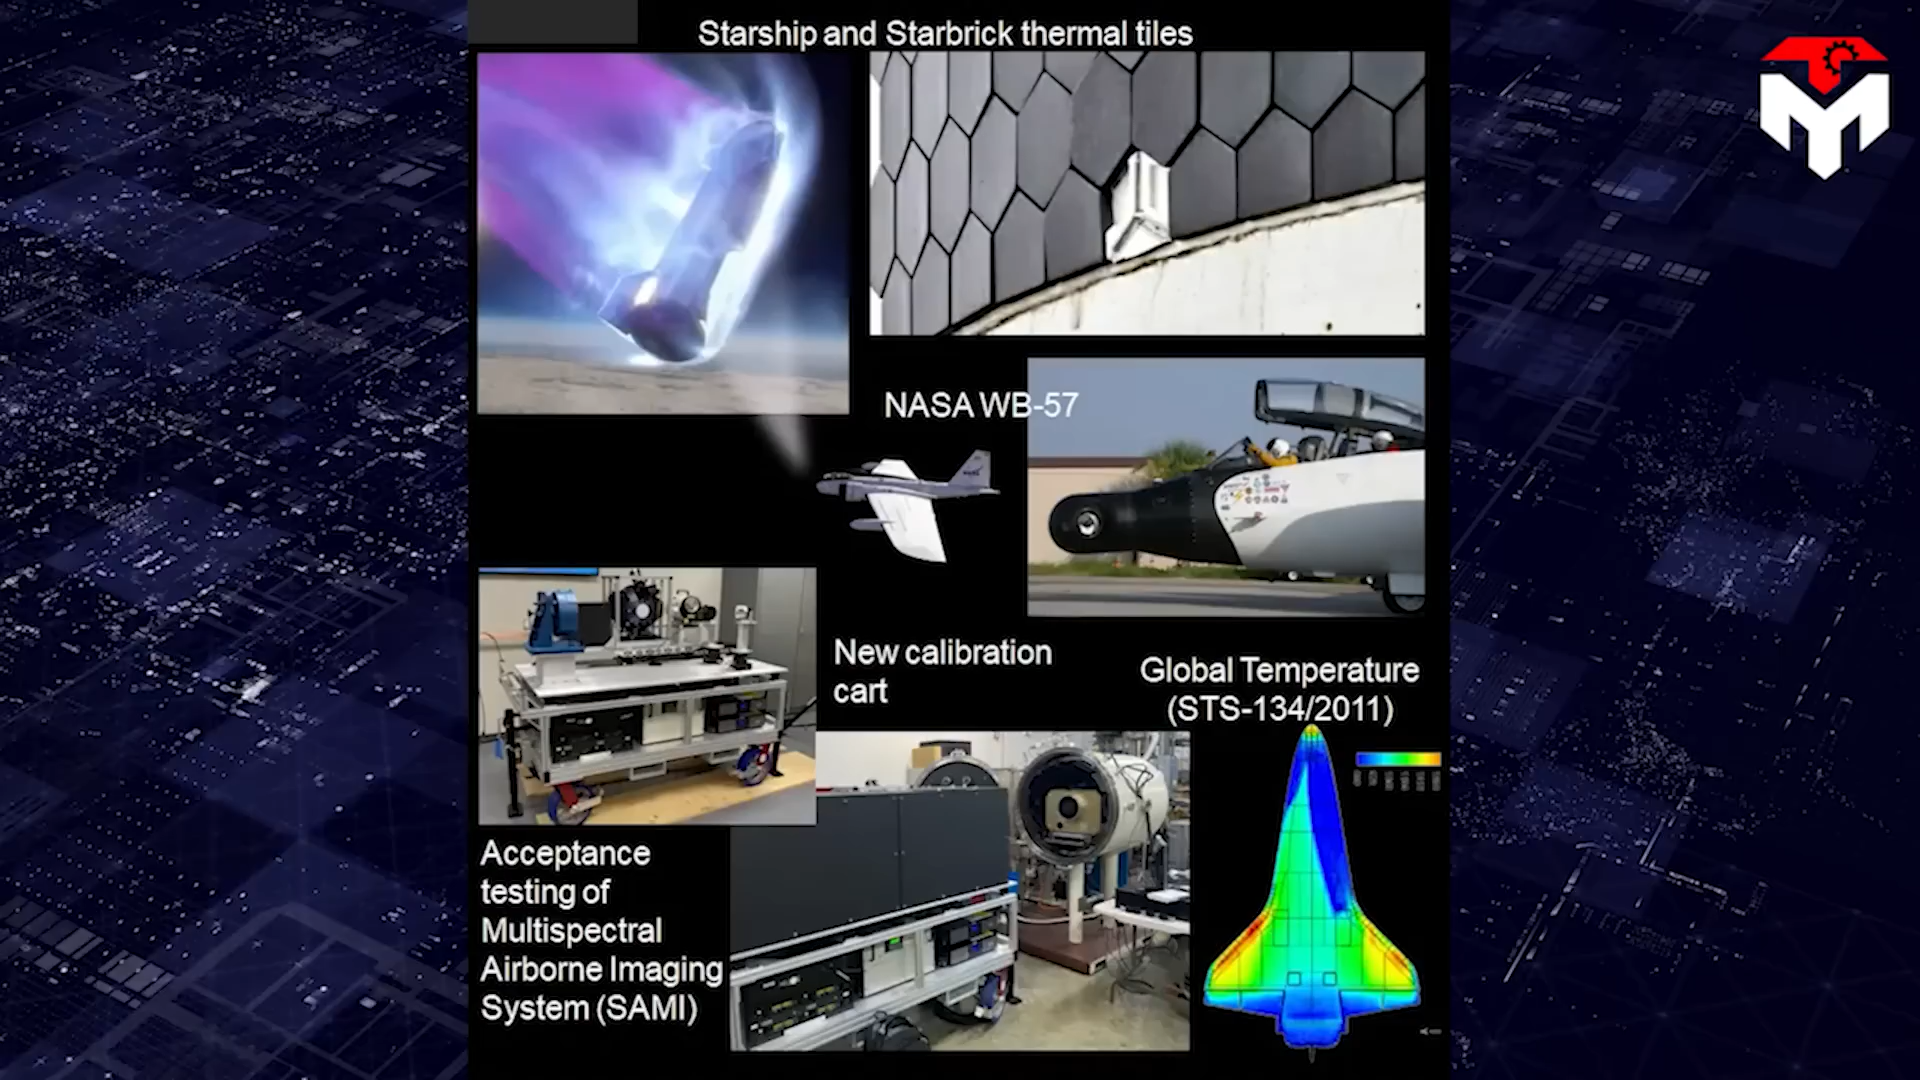 Starship and Starbrick thermal tiles
NASA WB-57
New calibration
cart
Global Temperature
(STS-134/2011)
Acceptance
testing of
Multispectral
Airborne Imaging
System (SAMI)